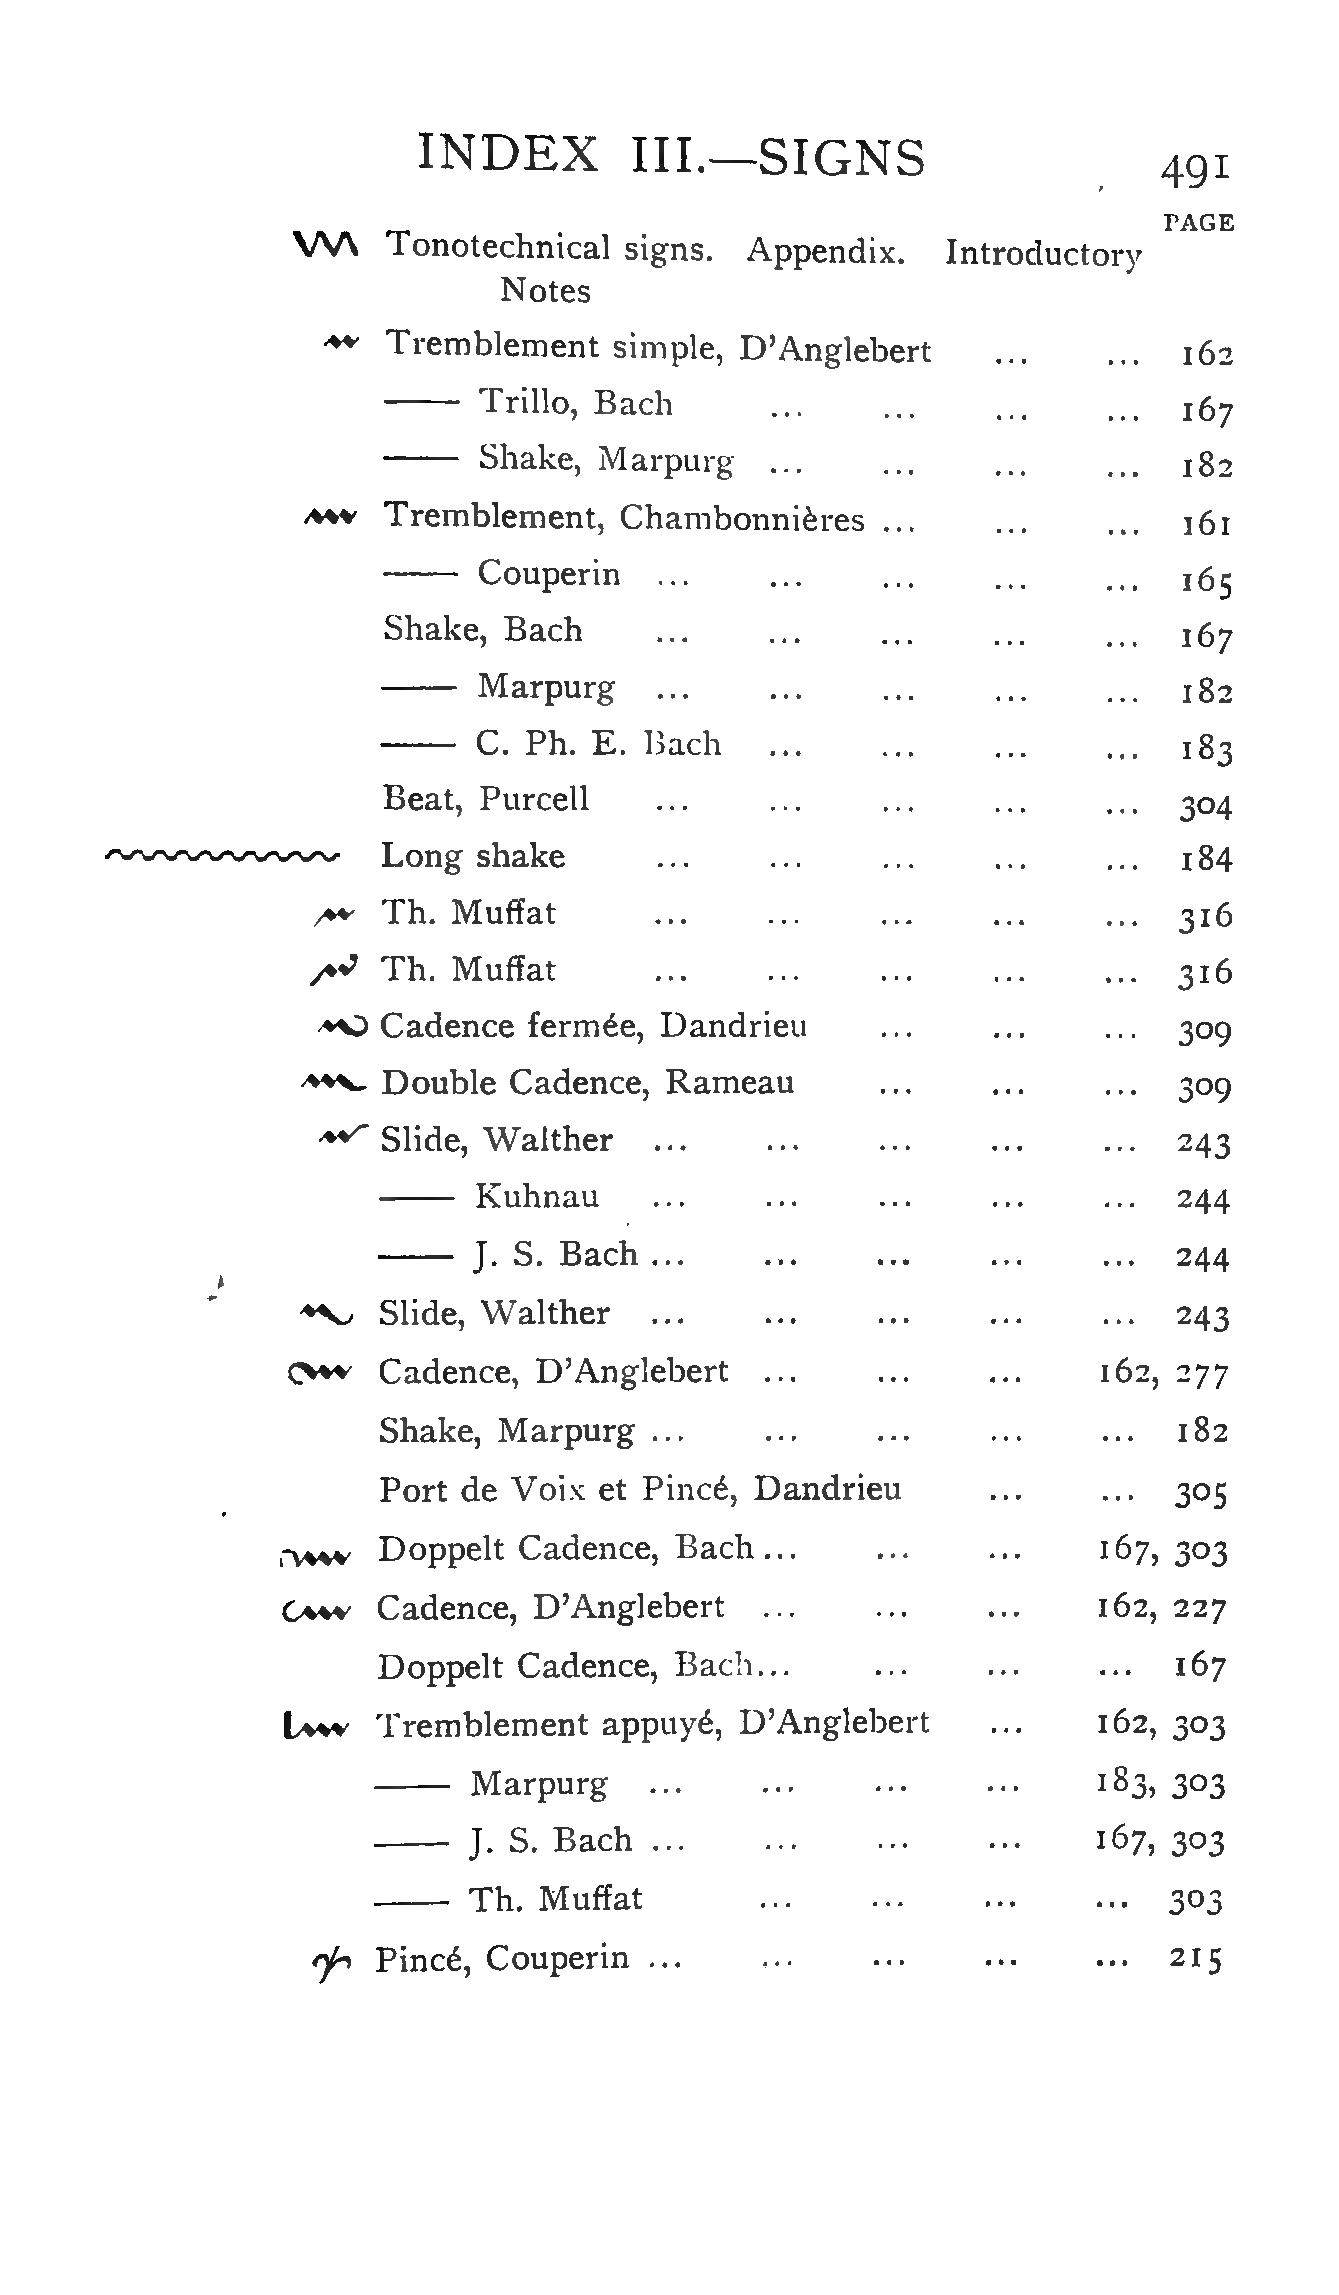 INDEX III.—SIGNS 491
PAGE
Tonotechnical signs. Appendix. Introductory
Notes
Tremblement simple, D'Anglebert ... ... 162
—— Trillo, Bach ... ... ... ... 167
—— Shake, Marpurg ... ... ... ... 182
Tremblement, Chambonnières ... ... ... 161
—— Couperin ... ... ... ... ... 165
Shake, Bach ... ... ... ... ... 167
—— Marpurg ... ... ... ... ... 182
—— C. Ph. E. Bach ... ... ... ... 183
Beat, Purcell ... ... ... ... ... 304
Long shake ... ... ... ... ... 184
Th. Muffat ... ... ... ... ... 316
Th. Muffat ... ... ... ... ... 316
Cadence fermée, Dandrieu ... ... ... 309
Double Cadence, Rameau ... ... ... 309
Slide, Walther ... ... ... ... ... 243
—— Kuhnau ... ... ... ... ... 244
—— J. S. Bach ... ... ... ... ... 244
Slide, Walther ... ... ... ... ... 243
Cadence, D'Anglebert ... ... ... 162, 277
Shake, Marpurg ... ... ... ... ... 182
Port de Voix et Pincé, Dandrieu ... ... 305
Doppelt Cadence, Bach ... ... ... 167, 303
Cadence, D'Anglebert ... ... ... 162, 227
Doppelt Cadence, Bach... ... ... ... 167
Tremblement appuyé, D'Anglebert ... 162, 303
—— Marpurg ... ... ... ... 183, 303
—— J. S. Bach ... ... ... ... 167, 303
—— Th. Muffat ... ... ... ... 303
Pincé, Couperin ... ... ... ... ... 215